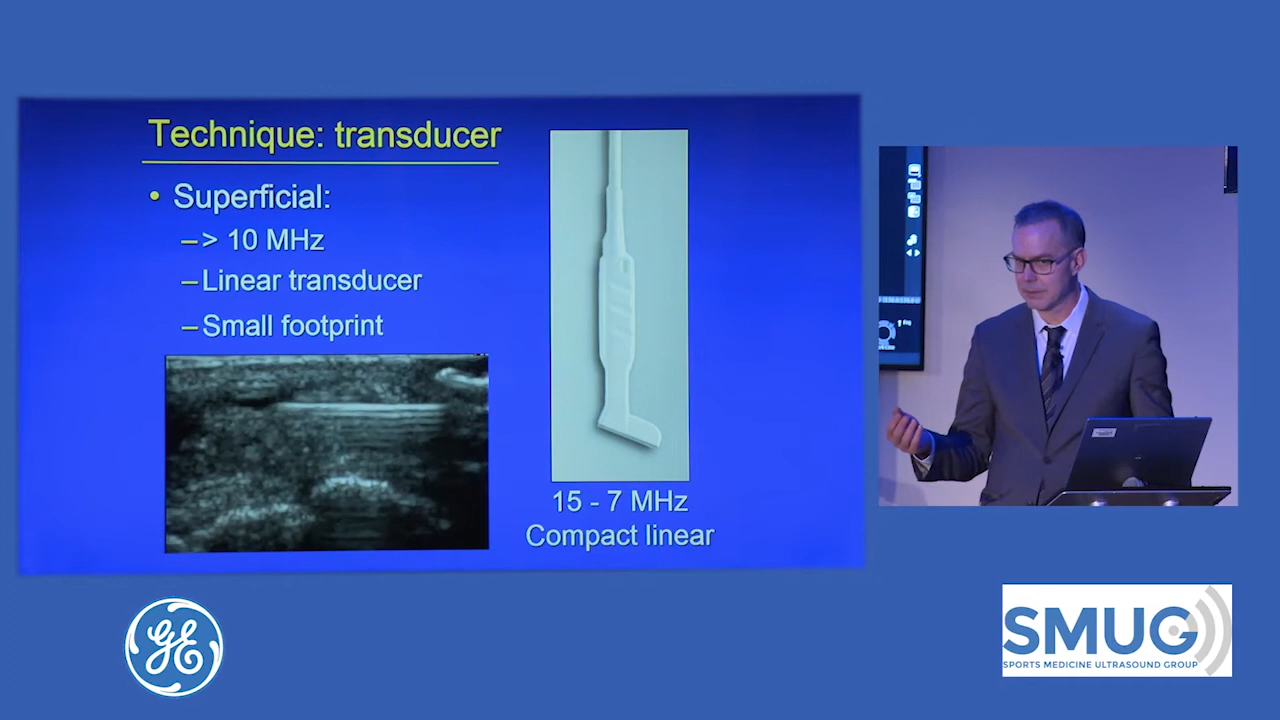 Technique: transducer
• Superficial:
–> 10 MHz
–Linear transducer
–Small footprint
15 - 7 MHz
Compact linear
GE
SMUG
SPORTS MEDICINE ULTRASOUND GROUP